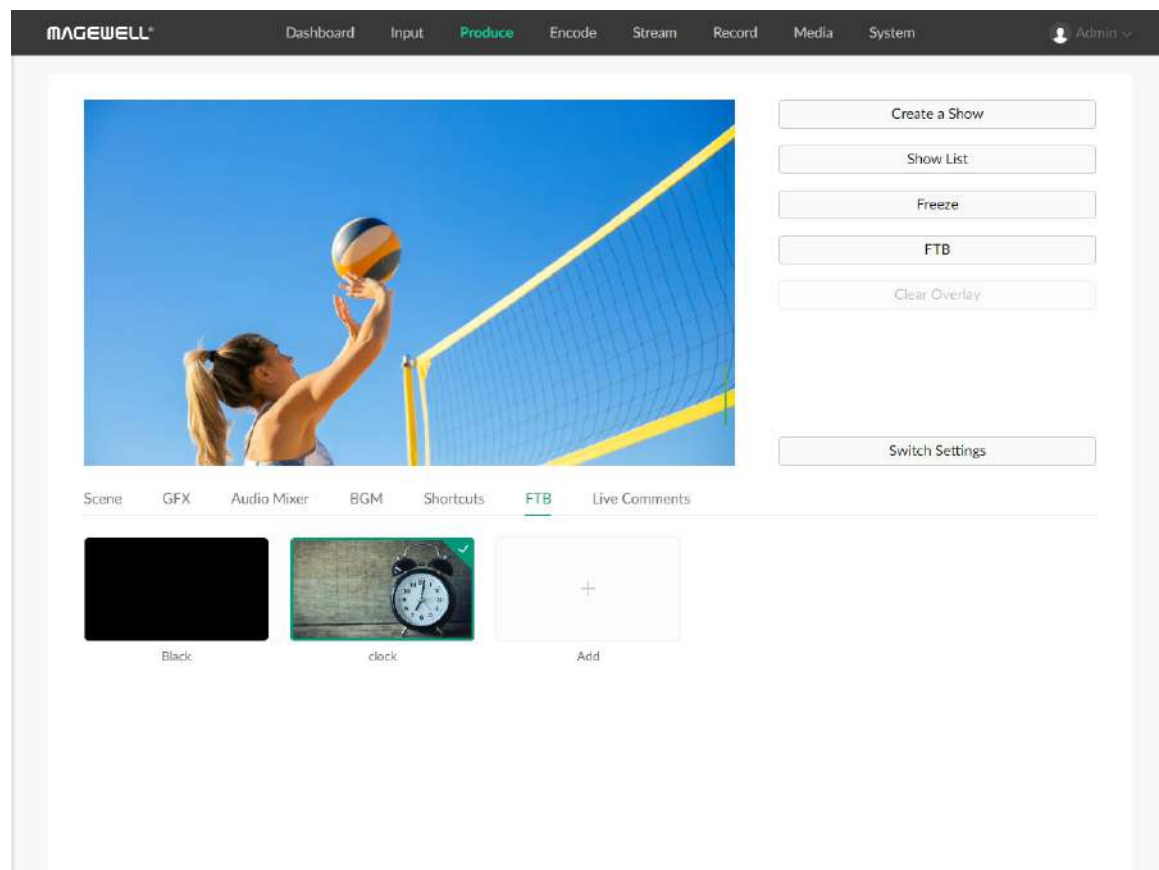 MAGEWELL®
Dashboard Input Produce Encode Stream Record Media System Admin
Create a Show
Show List
Freeze
FTB
Clear Overlay
Switch Settings
Scene GFX Audio Mixer BGM Shortcuts FTB Live Comments
Black clock Add